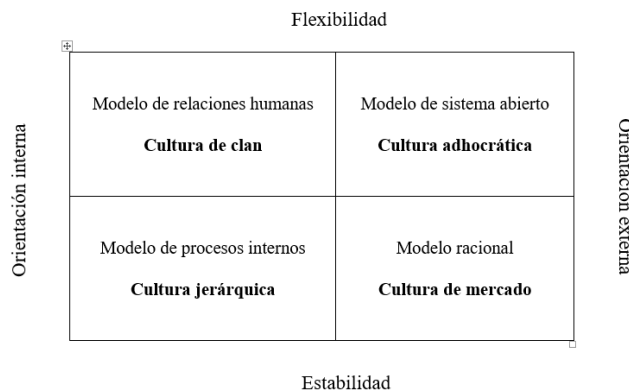 Flexibilidad
Modelo de relaciones humanas
Cultura de clan
Modelo de sistema abierto
Cultura adhocrática
Orientación interna
Orientacion externa
Modelo de procesos internos
Cultura jerárquica
Modelo racional
Cultura de mercado
Estabilidad